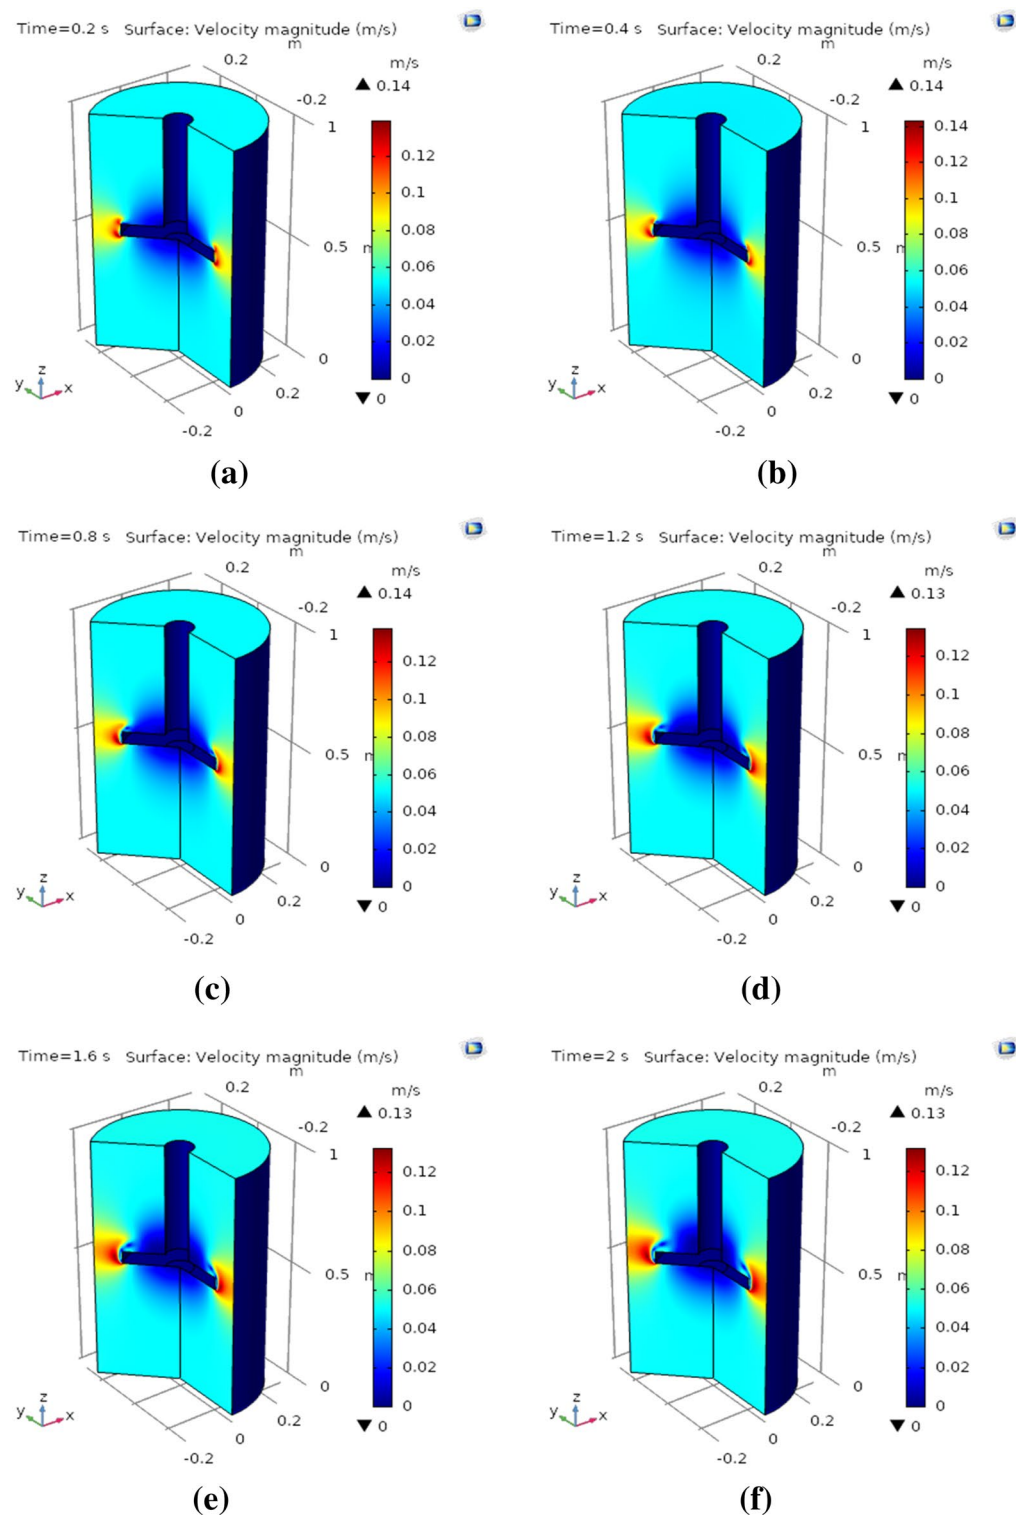 Time=0.2 s Surface: Velocity magnitude (m/s)
m
0.2
m/s
0.14
-0.2
1
0.12
0.1
0.08
0.5
m
0.06
0.04
0.02
0
0
0
0.2
0
-0.2
y z x
(a)
Time=0.4 s Surface: Velocity magnitude (m/s)
m
0.2
m/s
0.14
-0.2
1
0.14
0.12
0.1
0.08
0.5
m
0.06
0.04
0.02
0
0
0
0.2
0
-0.2
y z x
(b)
Time=0.8 s Surface: Velocity magnitude (m/s)
m
0.2
m/s
0.14
-0.2
1
0.12
0.1
0.08
0.5
m
0.06
0.04
0.02
0
0
0
0.2
0
-0.2
y z x
(c)
Time=1.2 s Surface: Velocity magnitude (m/s)
m
0.2
m/s
0.13
-0.2
1
0.12
0.1
0.08
0.5
m
0.06
0.04
0.02
0
0
0
0.2
0
-0.2
y z x
(d)
Time=1.6 s Surface: Velocity magnitude (m/s)
m
0.2
m/s
0.13
-0.2
1
0.12
0.1
0.08
0.5
m
0.06
0.04
0.02
0
0
0
0.2
0
-0.2
y z x
(e)
Time=2 s Surface: Velocity magnitude (m/s)
m
0.2
m/s
0.13
-0.2
1
0.12
0.1
0.08
0.5
m
0.06
0.04
0.02
0
0
0
0.2
0
-0.2
y z x
(f)